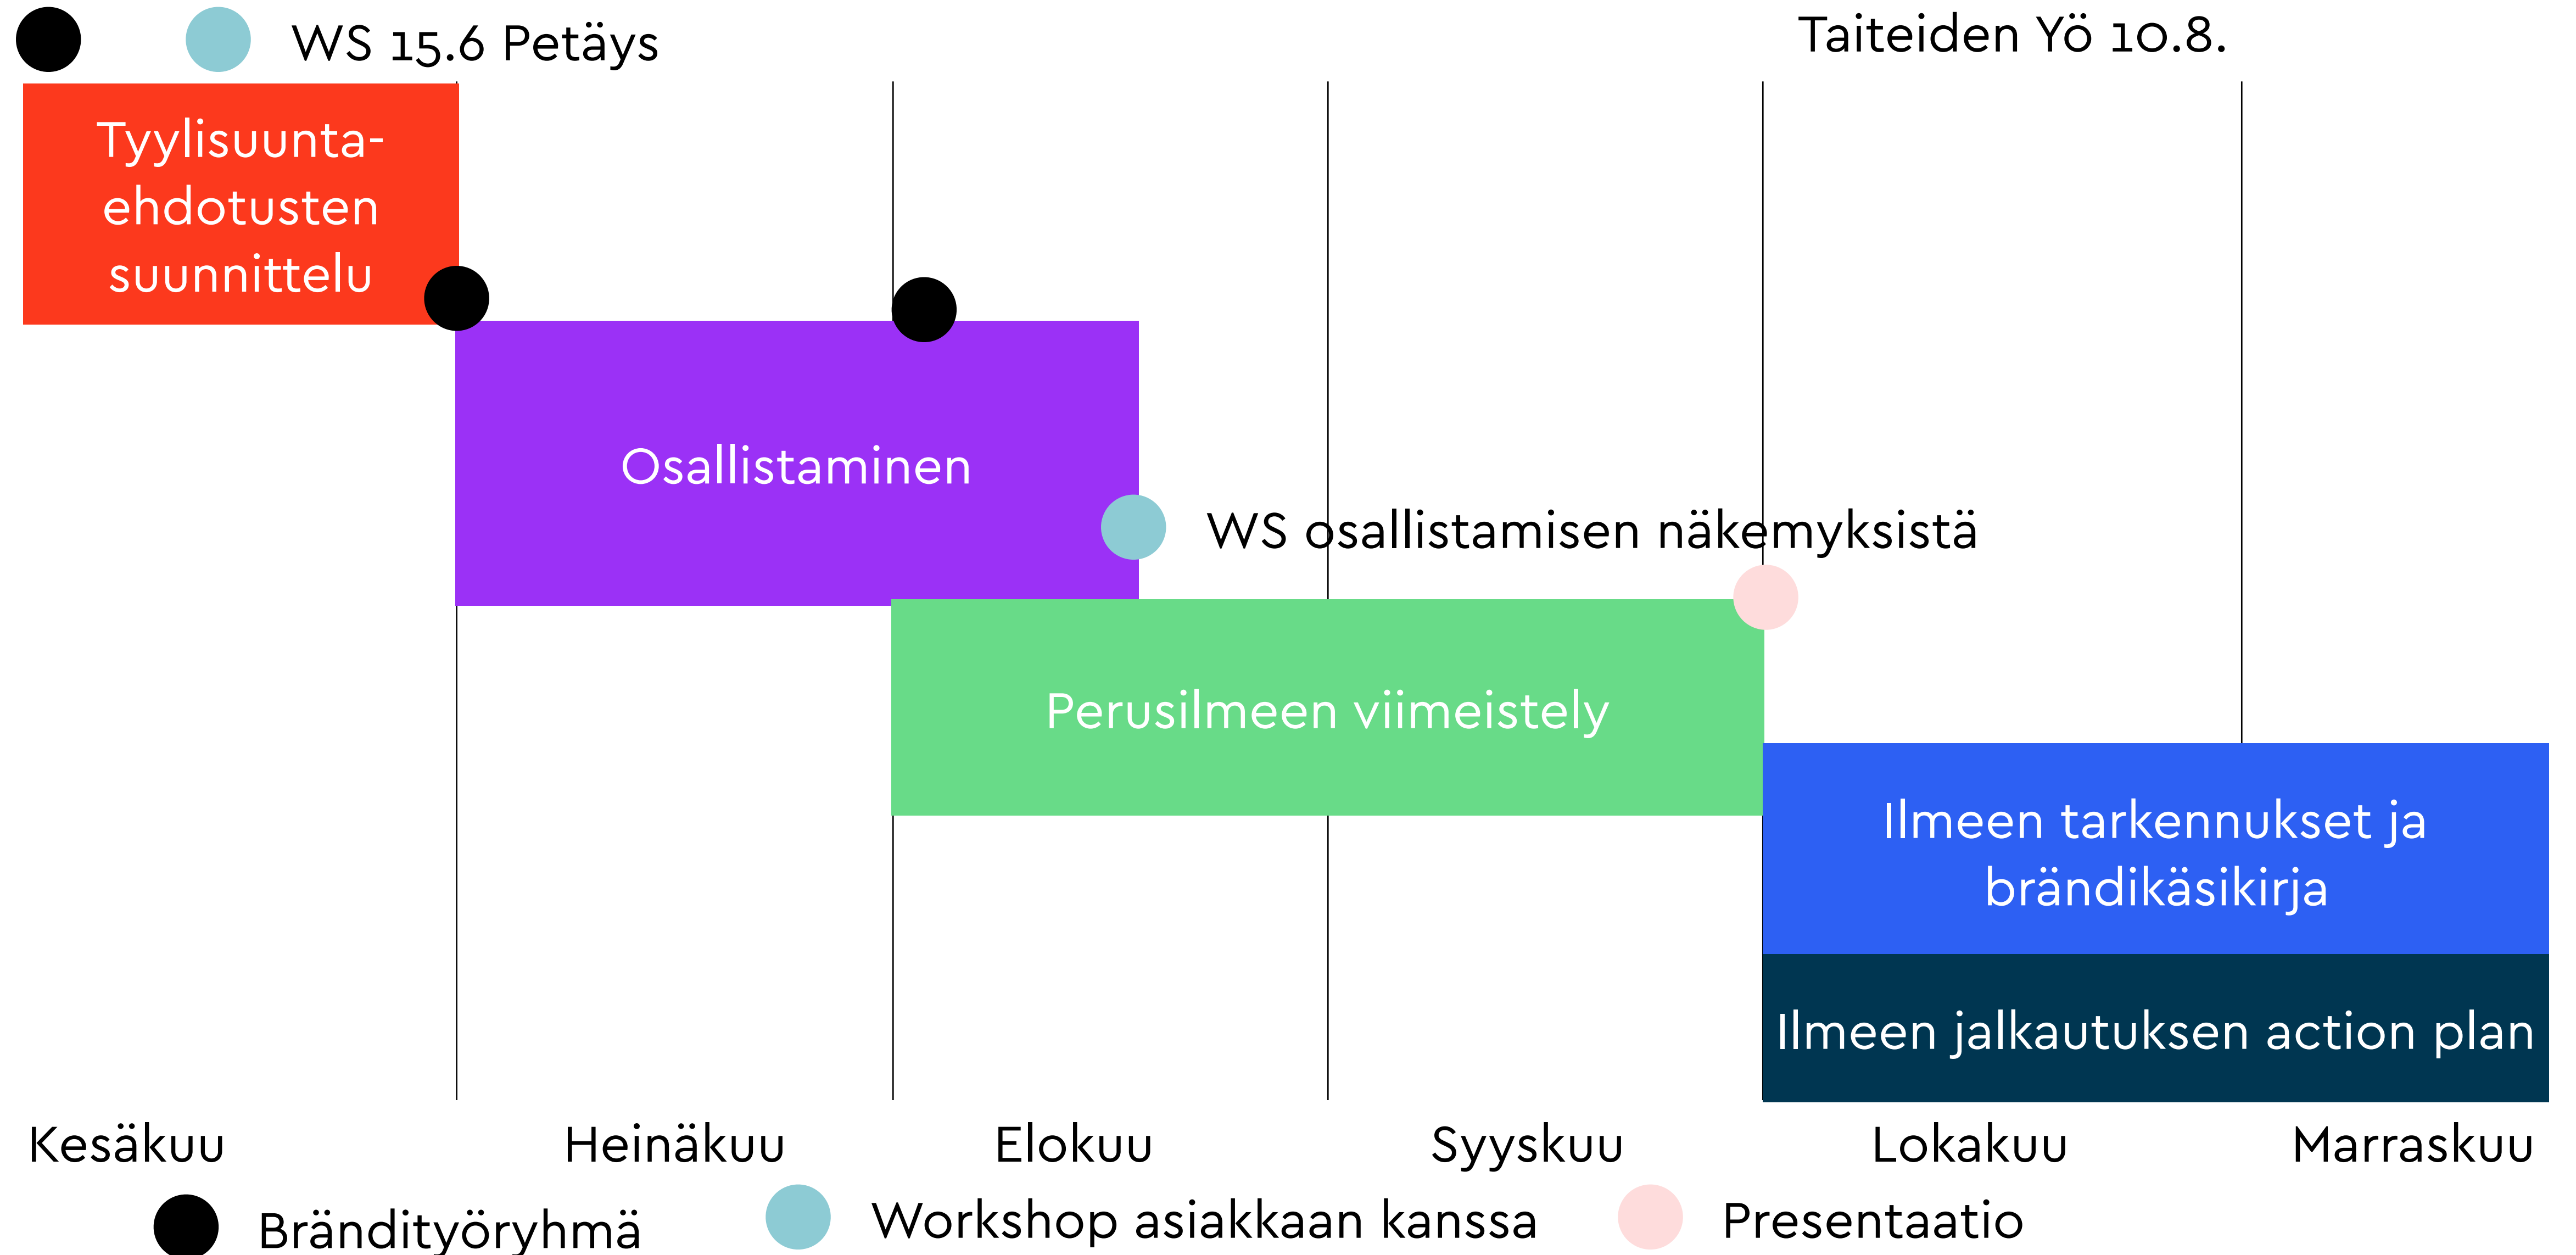 WS 15.6 Petäys
Taiteiden Yö 10.8.
Tyylisuunta-
ehdotusten
suunnittelu
Osallistaminen
WS osallistamisen näkemyksistä
Perusilmeen viimeistely
Ilmeen tarkennukset ja
brändikäsikirja
Ilmeen jalkautuksen action plan
Kesäkuu
Heinäkuu
Elokuu
Syyskuu
Lokakuu
Marraskuu
Brändityöryhmä
Workshop asiakkaan kanssa
Presentaatio